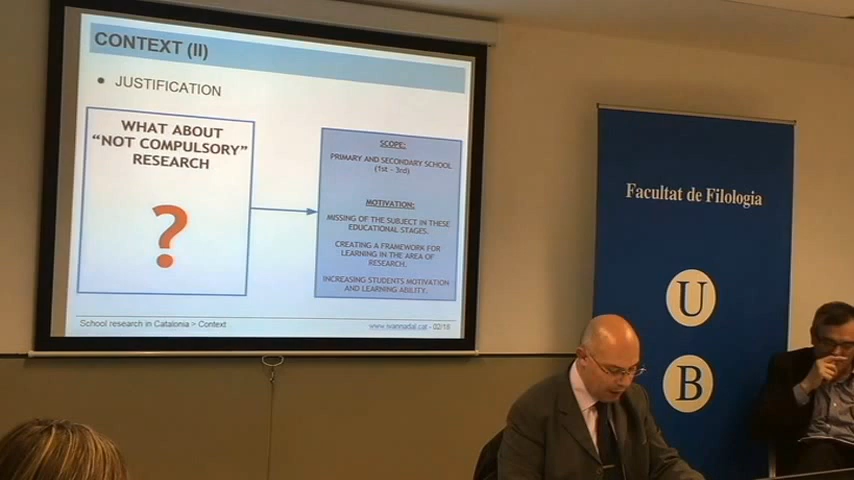 CONTEXT (II)
• JUSTIFICATION
WHAT ABOUT
“NOT COMPULSORY”
RESEARCH
?
SCOPE:
PRIMARY AND SECONDARY SCHOOL
(1st – 3rd)
MOTIVATION:
MISSING OF THE SUBJECT IN THESE
EDUCATIONAL STAGES.
CREATING A FRAMEWORK FOR
LEARNING IN THE AREA OF
RESEARCH.
INCREASING STUDENTS MOTIVATION
AND LEARNING ABILITY.
School research in Catalonia > Context
www.ivannadal.cat - 02/18
Facultat de Filologia
U
B